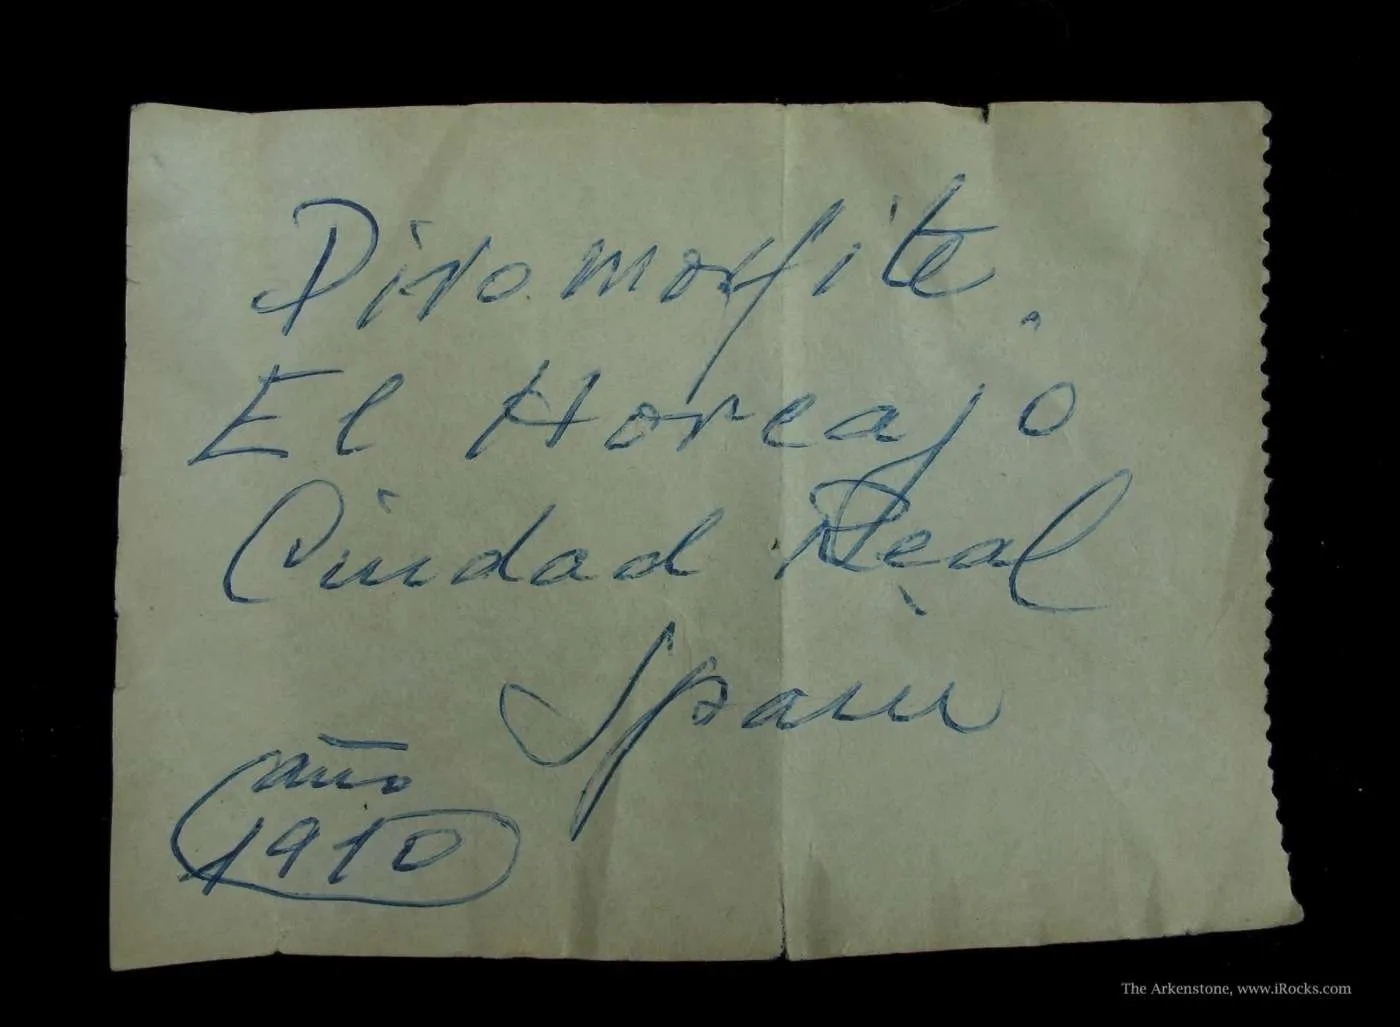 Piromorfite.
El Horcajo
Ciudad Real
Spain
año
1910
The Arkenstone, www.iRocks.com